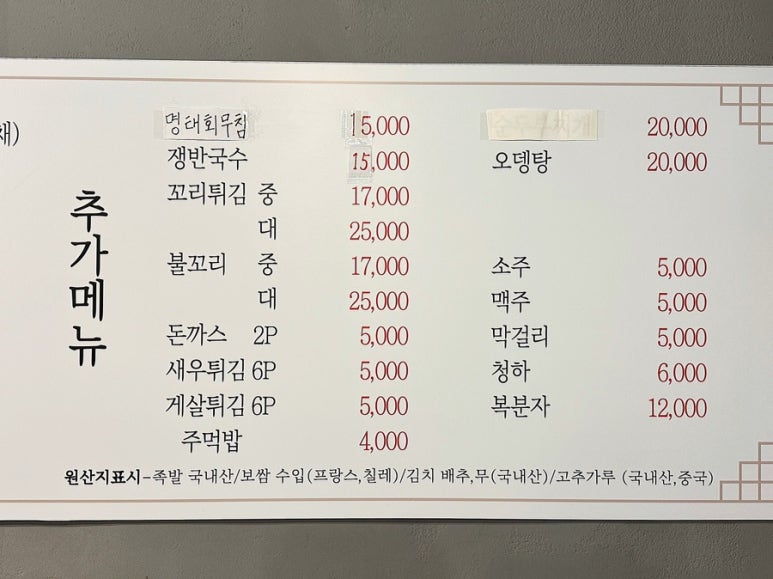 채)
추가메뉴
명태회무침 15,000
쟁반국수 15,000
꼬리튀김 중 17,000
대 25,000
불꼬리 중 17,000
대 25,000
돈까스 2P 5,000
새우튀김 6P 5,000
게살튀김 6P 5,000
주먹밥 4,000
순두부찌개 20,000
오뎅탕 20,000
소주 5,000
맥주 5,000
막걸리 5,000
청하 6,000
복분자 12,000
원산지표시-족발 국내산/보쌈 수입(프랑스,칠레)/김치 배추,무(국내산)/고추가루 (국내산,중국)